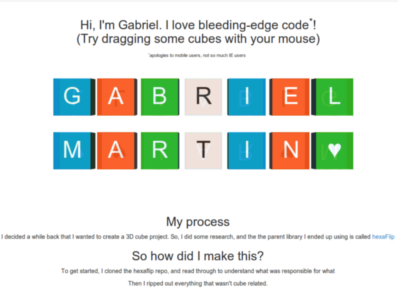 Hi, I'm Gabriel. I love bleeding-edge code*!
(Try dragging some cubes with your mouse)
*apologies to mobile users, not so much IE users
G A B R I E L
M A R T I N ♥
My process
I decided a while back that I wanted to create a 3D cube project. So, I did some research, and the the parent library I ended up using is called hexaFlip
So how did I make this?
To get started, I cloned the hexaflip repo, and read through to understand what was responsible for what
Then I ripped out everything that wasn't cube related.